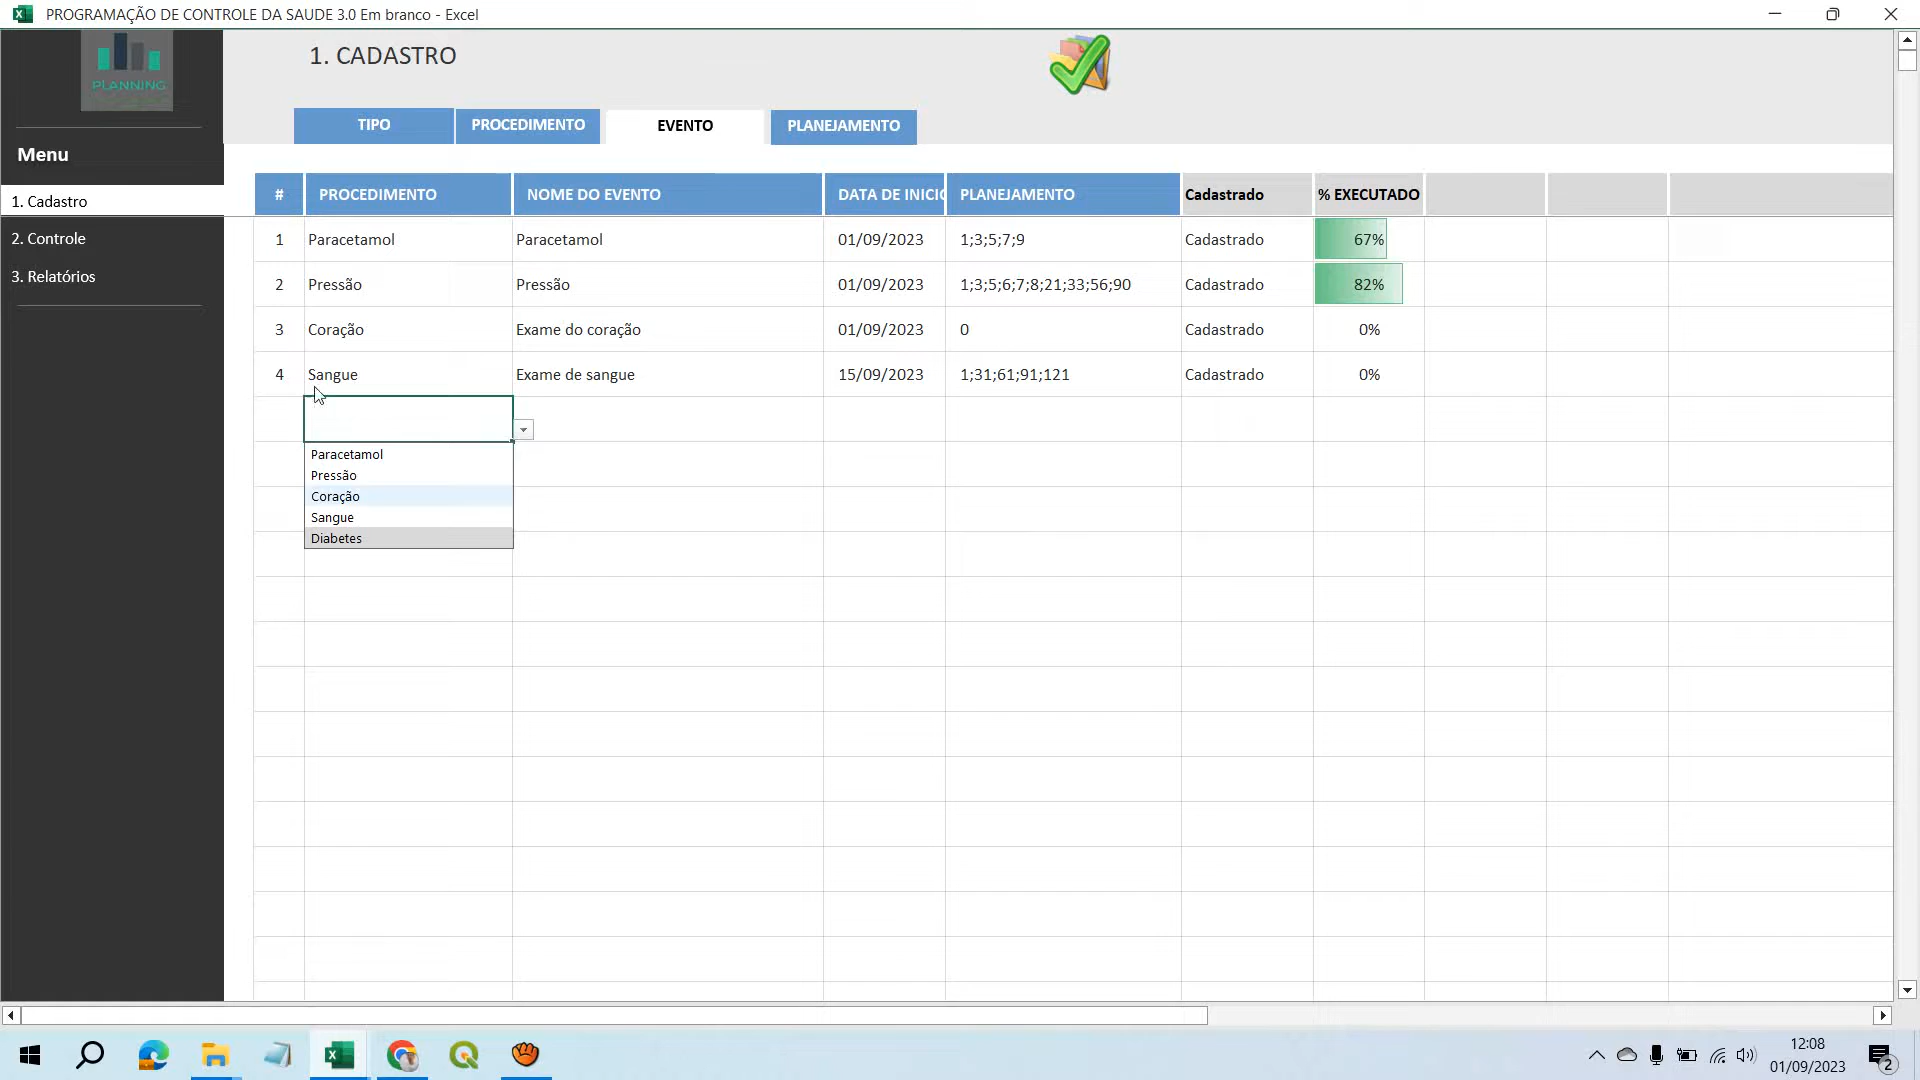 PROGRAMAÇÃO DE CONTROLE DA SAUDE 3.0 Em branco - Excel
PLANNING
1. CADASTRO
TIPO PROCEDIMENTO EVENTO PLANEJAMENTO
Menu
1. Cadastro
2. Controle
3. Relatórios
# PROCEDIMENTO NOME DO EVENTO DATA DE INICIO PLANEJAMENTO Cadastrado % EXECUTADO
1 Paracetamol Paracetamol 01/09/2023 1;3;5;7;9 Cadastrado 67%
2 Pressão Pressão 01/09/2023 1;3;5;6;7;8;21;33;56;90 Cadastrado 82%
3 Coração Exame do coração 01/09/2023 0 Cadastrado 0%
4 Sangue Exame de sangue 15/09/2023 1;31;61;91;121 Cadastrado 0%
Paracetamol
Pressão
Coração
Sangue
Diabetes
12:08
01/09/2023
2